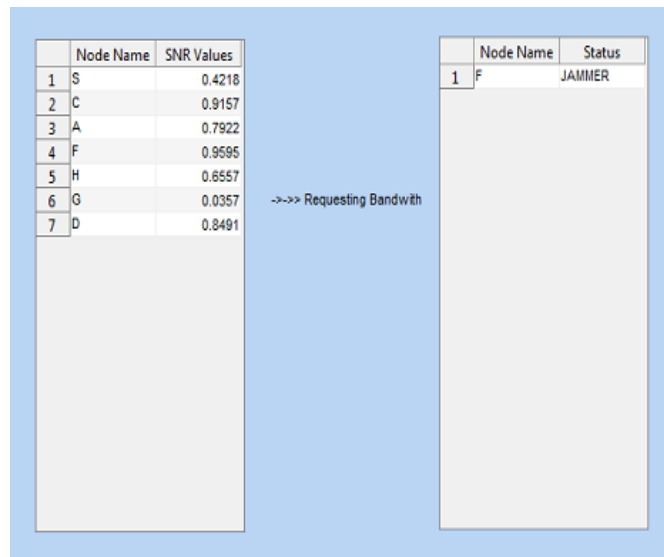 Node Name SNR Values
1 S 0.4218
2 C 0.9157
3 A 0.7922
4 F 0.9595
5 H 0.6557
6 G 0.0357
7 D 0.8491
->->> Requesting Bandwith
Node Name Status
1 F JAMMER